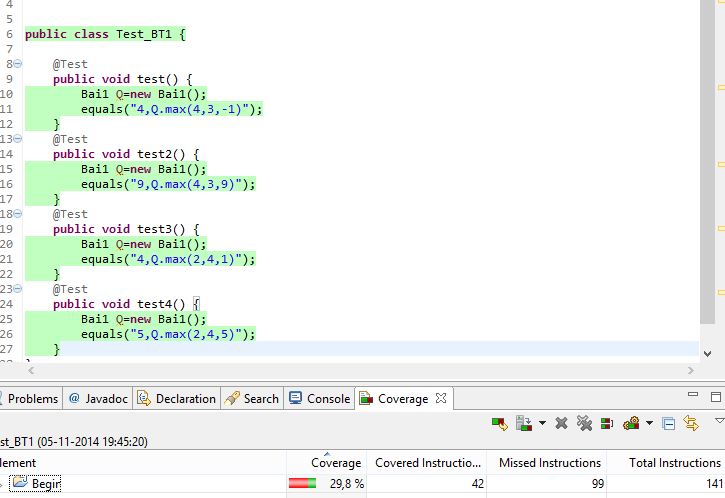 4
5
6 public class Test_BT1 {
7
8 @Test
9 public void test() {
10 Bai1 Q=new Bai1();
11 equals("4,Q.max(4,3,-1)");
12 }
13 @Test
14 public void test2() {
15 Bai1 Q=new Bai1();
16 equals("9,Q.max(4,3,9)");
17 }
18 @Test
19 public void test3() {
20 Bai1 Q=new Bai1();
21 equals("4,Q.max(2,4,1)");
22 }
23 @Test
24 public void test4() {
25 Bai1 Q=new Bai1();
26 equals("5,Q.max(2,4,5)");
27 }
Problems @ Javadoc Declaration Search Console Coverage
st_BT1 (05-11-2014 19:45:20)
lement Coverage Covered Instructio... Missed Instructions Total Instructions
Begin 29,8 % 42 99 141